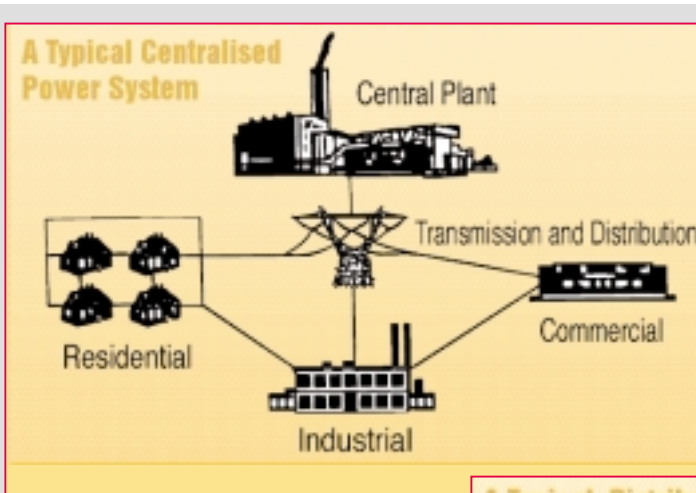 A Typical Centralised
Power System
Central Plant
Transmission and Distribution
Residential
Commercial
Industrial